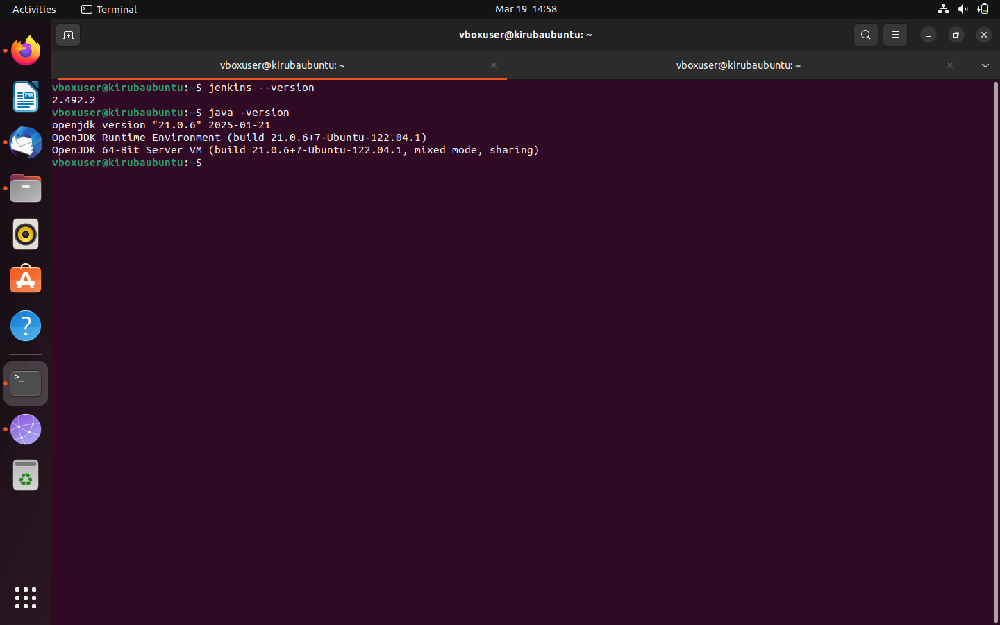 Activities Terminal Mar 19 14:58
vboxuser@kirubaubuntu: ~
vboxuser@kirubaubuntu: ~ vboxuser@kirubaubuntu: ~
vboxuser@kirubaubuntu:~$ jenkins --version
2.492.2
vboxuser@kirubaubuntu:~$ java -version
openjdk version "21.0.6" 2025-01-21
OpenJDK Runtime Environment (build 21.0.6+7-Ubuntu-122.04.1)
OpenJDK 64-Bit Server VM (build 21.0.6+7-Ubuntu-122.04.1, mixed mode, sharing)
vboxuser@kirubaubuntu:~$